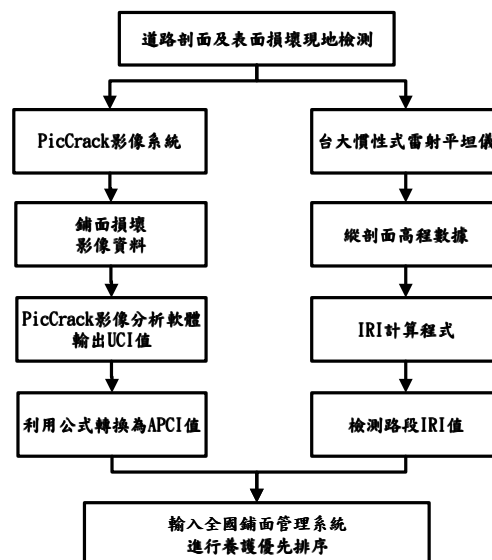 道路剖面及表面損壞現地檢測
PicCrack影像系統
台大慣性式雷射平坦儀
鋪面損壞
影像資料
縱剖面高程數據
PicCrack影像分析軟體
輸出UCI值
IRI計算程式
利用公式轉換為APCI值
檢測路段IRI值
輸入全國鋪面管理系統
進行養護優先排序